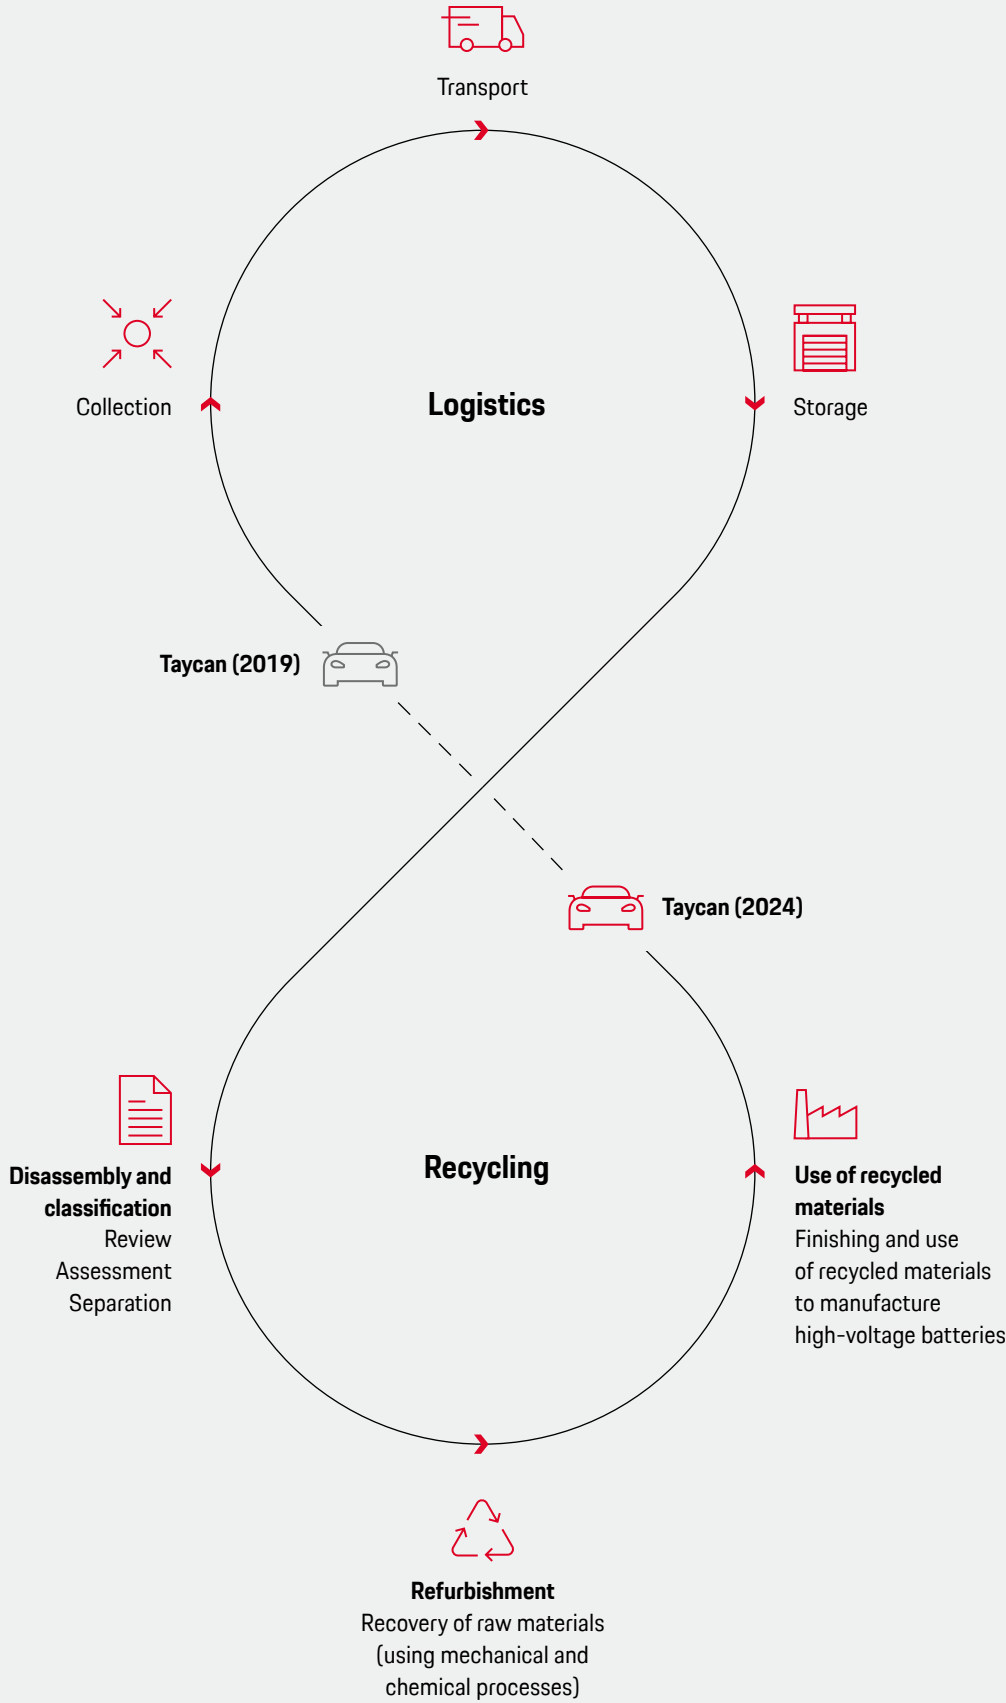 Transport
Collection
Logistics
Storage
Taycan (2019)
Taycan (2024)
Disassembly and
classification
Review
Assessment
Separation
Recycling
Use of recycled
materials
Finishing and use
of recycled materials
to manufacture
high-voltage batteries
Refurbishment
Recovery of raw materials
(using mechanical and
chemical processes)